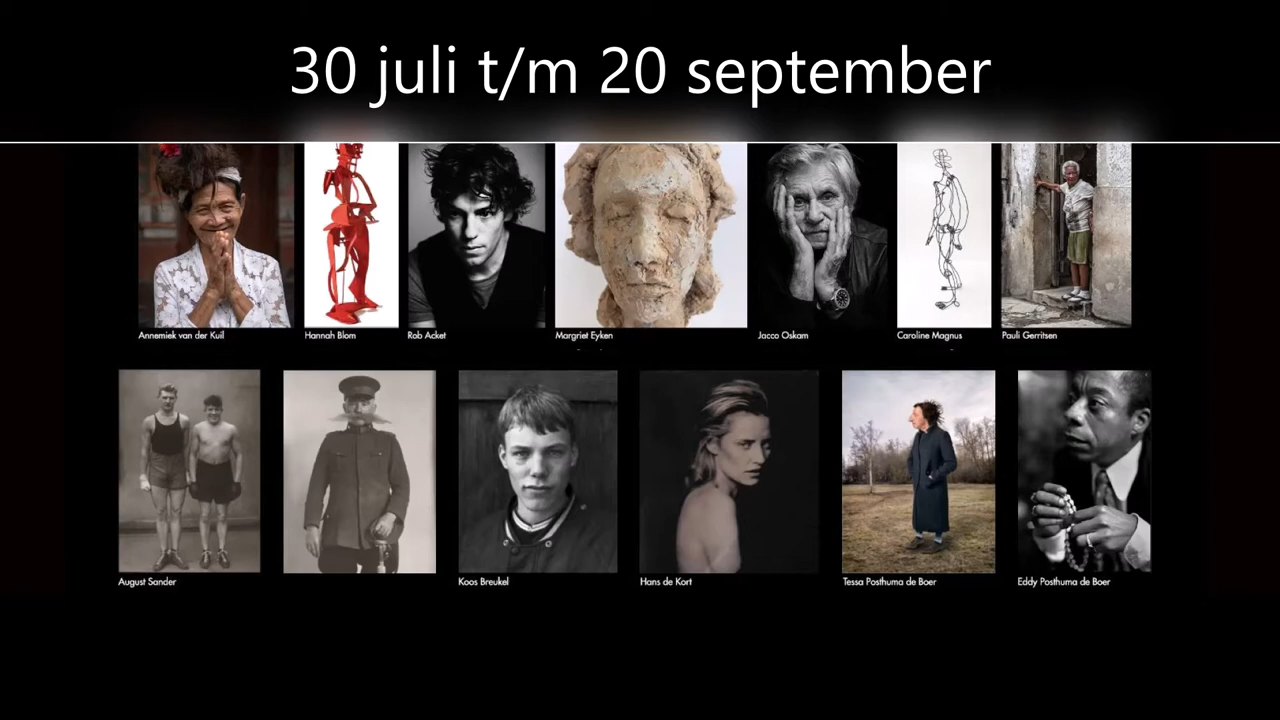 30 juli t/m 20 september
Annemiek van der Kuil
Hannah Blom
Rob Acket
Margriet Eyken
Jacco Oskam
Caroline Magnus
Pauli Gerritsen
August Sander
Koos Breukel
Hans de Kort
Tessa Posthuma de Boer
Eddy Posthuma de Boer